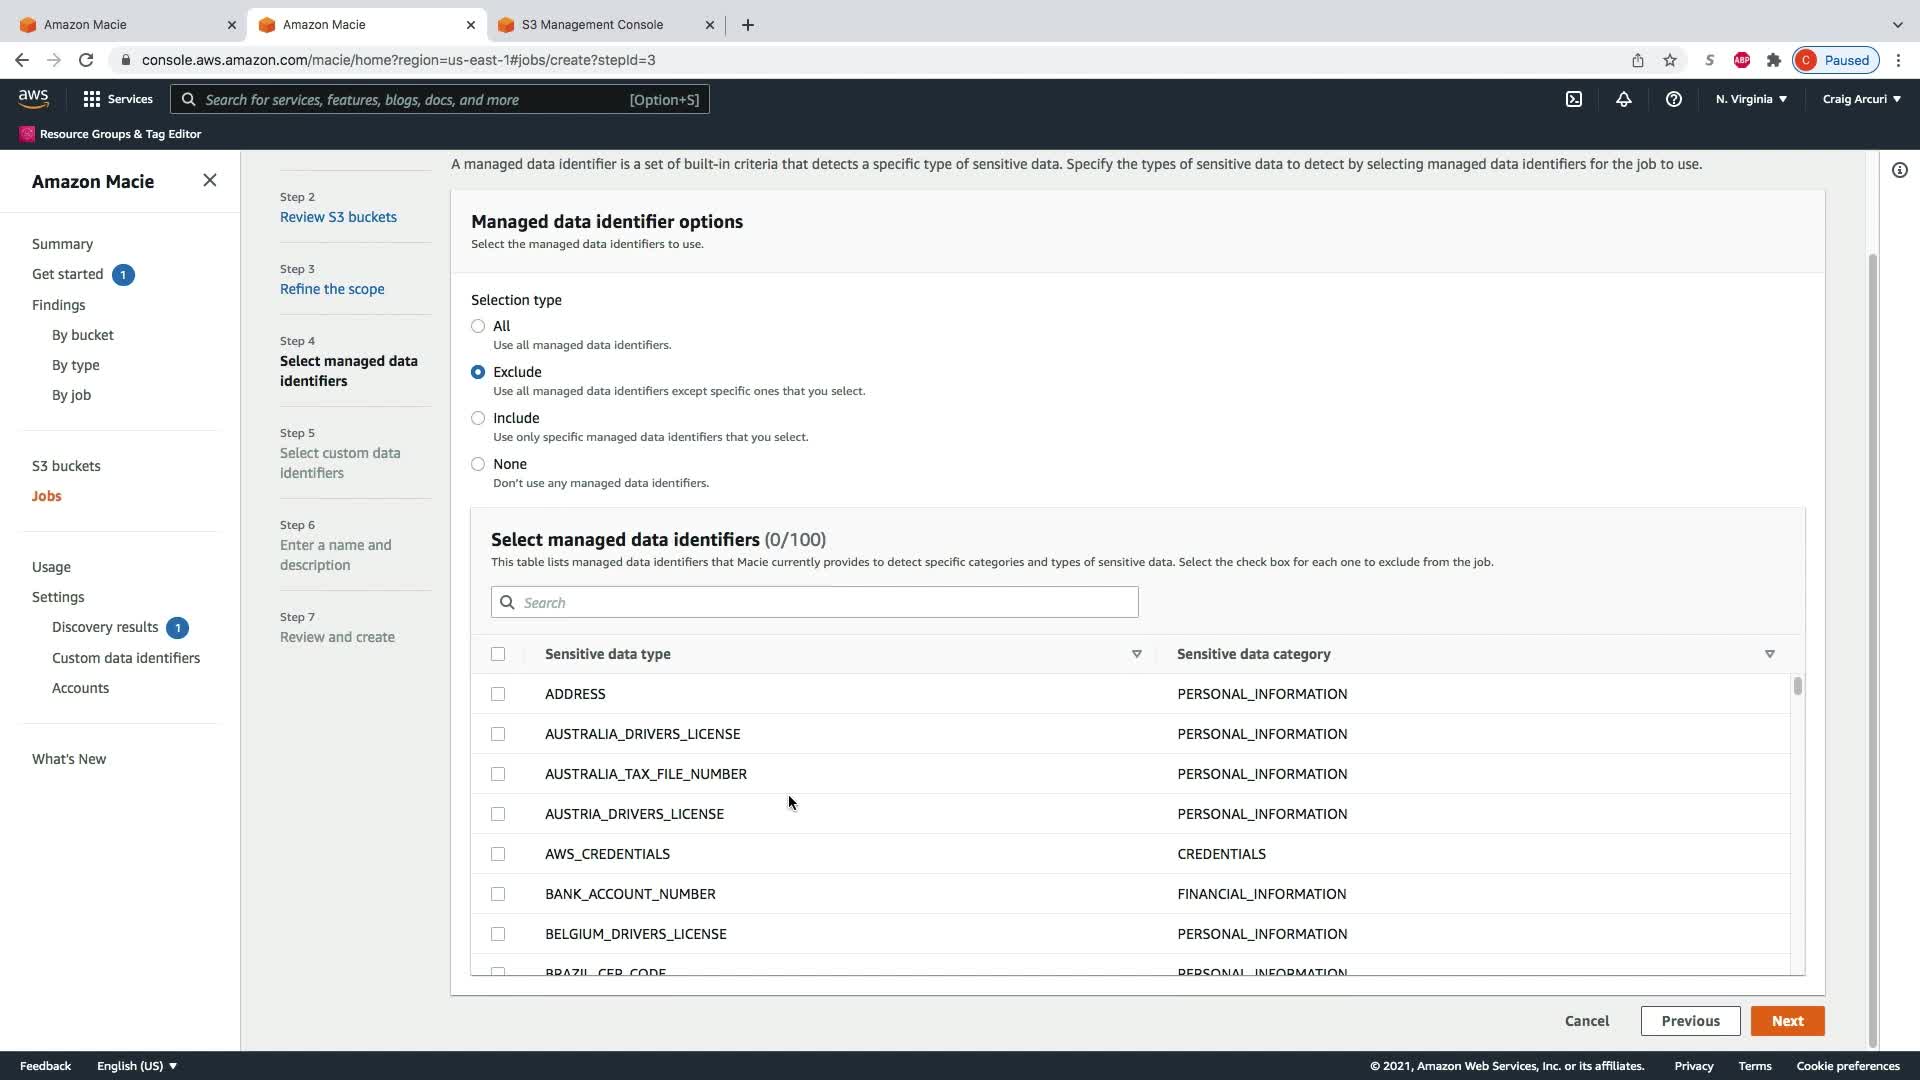 Amazon Macie
Amazon Macie
S3 Management Console
console.aws.amazon.com/macie/home?region=us-east-1#jobs/create?stepId=3
S
ABP
C
Paused
aws
Services
Search for services, features, blogs, docs, and more
[Option+S]
N. Virginia
Craig Arcuri
Resource Groups & Tag Editor
Amazon Macie
Summary
Get started 1
Findings
By bucket
By type
By job
S3 buckets
Jobs
Usage
Settings
Discovery results 1
Custom data identifiers
Accounts
What's New
Step 2
Review S3 buckets
Step 3
Refine the scope
Step 4
Select managed data
identifiers
Step 5
Select custom data
identifiers
Step 6
Enter a name and
description
Step 7
Review and create
A managed data identifier is a set of built-in criteria that detects a specific type of sensitive data. Specify the types of sensitive data to detect by selecting managed data identifiers for the job to use.
Managed data identifier options
Select the managed data identifiers to use.
Selection type
All
Use all managed data identifiers.
Exclude
Use all managed data identifiers except specific ones that you select.
Include
Use only specific managed data identifiers that you select.
None
Don't use any managed data identifiers.
Select managed data identifiers (0/100)
This table lists managed data identifiers that Macie currently provides to detect specific categories and types of sensitive data. Select the check box for each one to exclude from the job.
Search
Sensitive data type
Sensitive data category
ADDRESS
PERSONAL_INFORMATION
AUSTRALIA_DRIVERS_LICENSE
PERSONAL_INFORMATION
AUSTRALIA_TAX_FILE_NUMBER
PERSONAL_INFORMATION
AUSTRIA_DRIVERS_LICENSE
PERSONAL_INFORMATION
AWS_CREDENTIALS
CREDENTIALS
BANK_ACCOUNT_NUMBER
FINANCIAL_INFORMATION
BELGIUM_DRIVERS_LICENSE
PERSONAL_INFORMATION
BRAZIL_CEP_CODE
PERSONAL_INFORMATION
Cancel
Previous
Next
Feedback
English (US)
© 2021, Amazon Web Services, Inc. or its affiliates.
Privacy
Terms
Cookie preferences